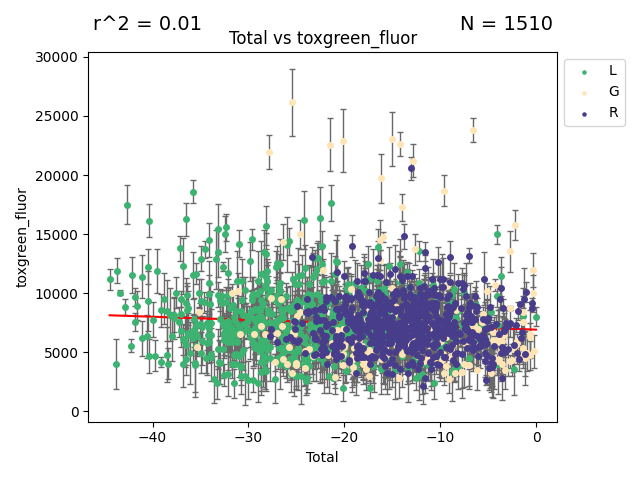 r^2 = 0.01
N = 1510
Total vs toxgreen_fluor
30000
25000
20000
15000
10000
5000
0
toxgreen_fluor
−40
−30
−20
−10
0
Total
L
G
R